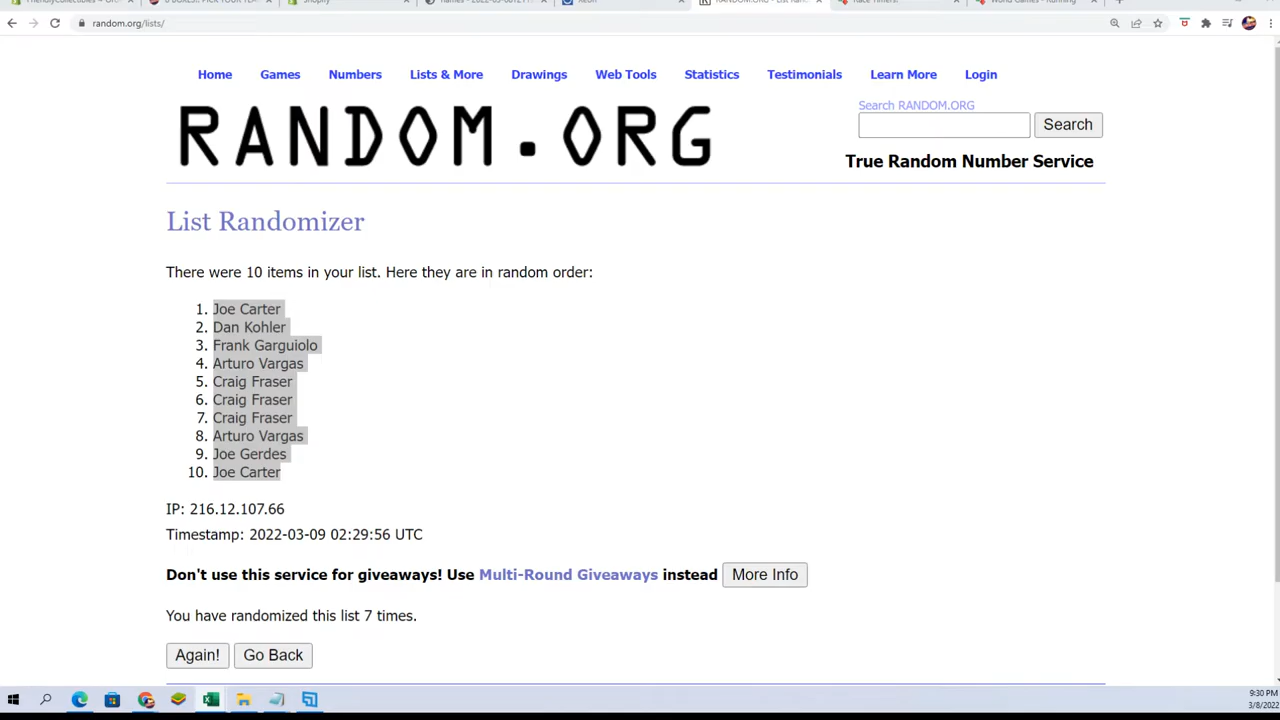 shopify
random.org/lists/
Home Games Numbers Lists & More Drawings Web Tools Statistics Testimonials Learn More Login
RANDOM.ORG
Search RANDOM.ORG
Search
True Random Number Service
List Randomizer
There were 10 items in your list. Here they are in random order:
1. Joe Carter
2. Dan Kohler
3. Frank Garguiolo
4. Arturo Vargas
5. Craig Fraser
6. Craig Fraser
7. Craig Fraser
8. Arturo Vargas
9. Joe Gerdes
10. Joe Carter
IP: 216.12.107.66
Timestamp: 2022-03-09 02:29:56 UTC
Don't use this service for giveaways! Use Multi-Round Giveaways instead More Info
You have randomized this list 7 times.
Again! Go Back
9:30 PM
3/8/2022